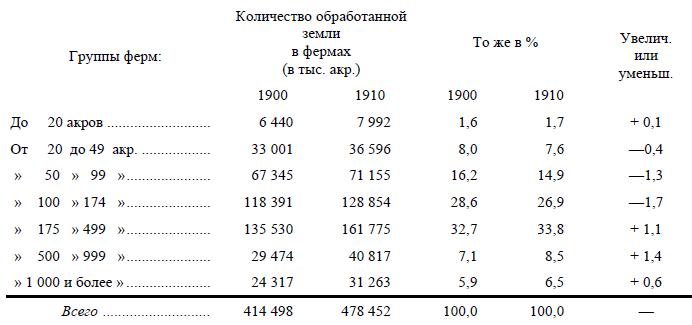 Группы ферм: Количество обработанной земли в фермах (в тыс. акр.) То же в % Увелич. или уменьш.
1900 1910 1900 1910
До 20 акров .......................... 6 440 7 992 1,6 1,7 + 0,1
От 20 до 49 акр. ................. 33 001 36 596 8,0 7,6 —0,4
» 50 » 99 »..................... 67 345 71 155 16,2 14,9 —1,3
» 100 » 174 »..................... 118 391 128 854 28,6 26,9 —1,7
» 175 » 499 »..................... 135 530 161 775 32,7 33,8 + 1,1
» 500 » 999 »..................... 29 474 40 817 7,1 8,5 + 1,4
» 1 000 и более »..................... 24 317 31 263 5,9 6,5 + 0,6
Всего ........................... 414 498 478 452 100,0 100,0 —